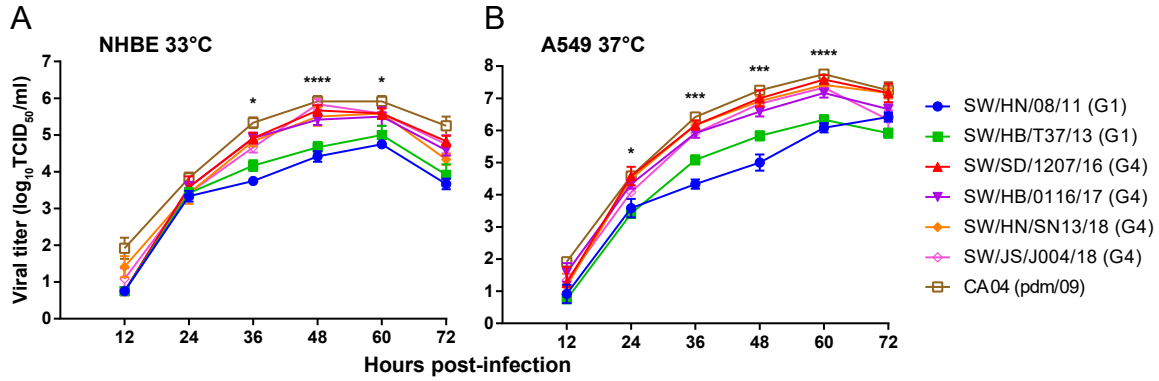 A
NHBE 33°C
Viral titer (log10TCID50/ml)
7
6
5
4
3
2
1
0
*
****
*
12 24 36 48 60 72
B
A549 37°C
8
7
6
5
4
3
2
1
0
*
***
***
****
12 24 36 48 60 72
Hours post-infection
SW/HN/08/11 (G1)
SW/HB/T37/13 (G1)
SW/SD/1207/16 (G4)
SW/HB/0116/17 (G4)
SW/HN/SN13/18 (G4)
SW/JS/J004/18 (G4)
CA04 (pdm/09)